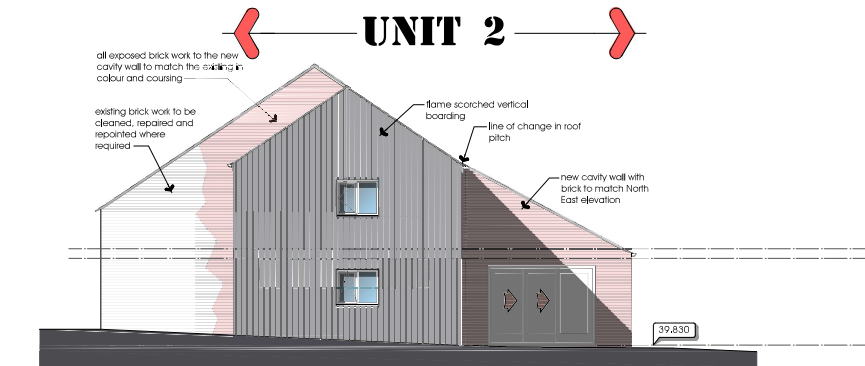 UNIT 2
all exposed brick work to the new
cavity wall to match the existing in
colour and coursing
existing brick work to be
cleaned, repaired and
repointed where
required
flame scorched vertical
boarding
line of change in roof
pitch
new cavity wall with
brick to match North
East elevation
39.830